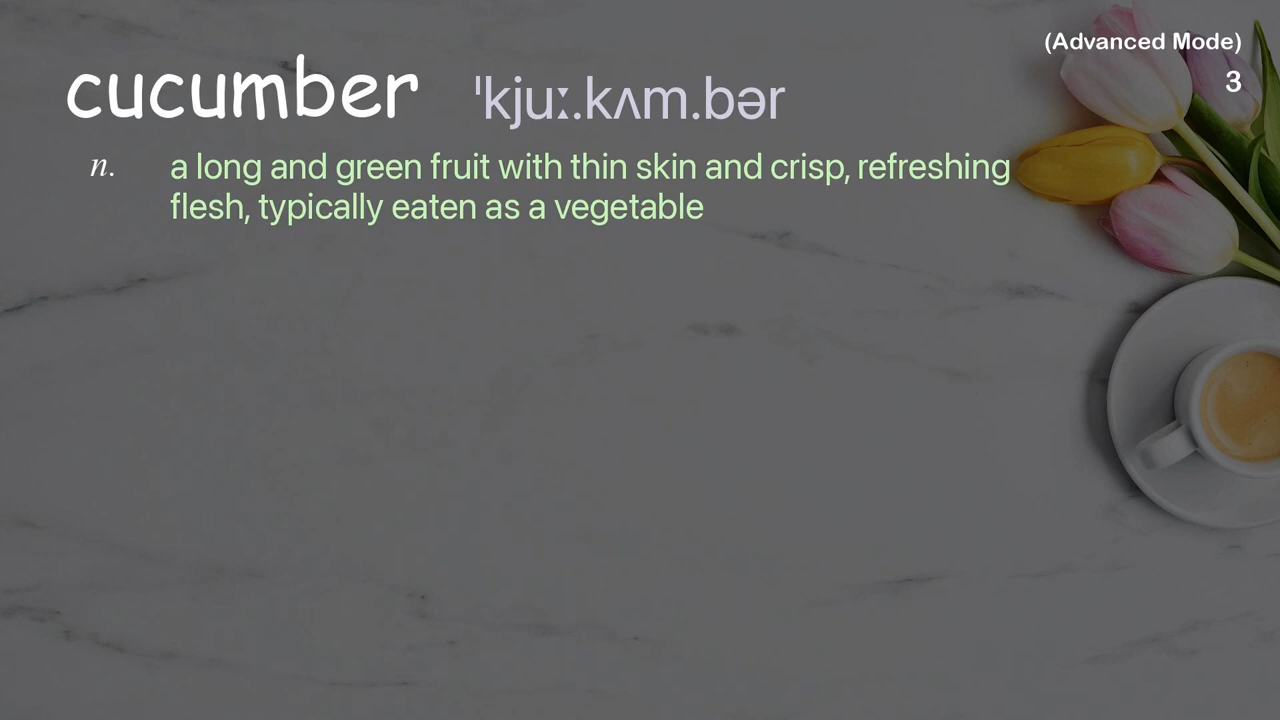 (Advanced Mode)
3
cucumber ˈkjuː.kʌm.bər
n. a long and green fruit with thin skin and crisp, refreshing
flesh, typically eaten as a vegetable